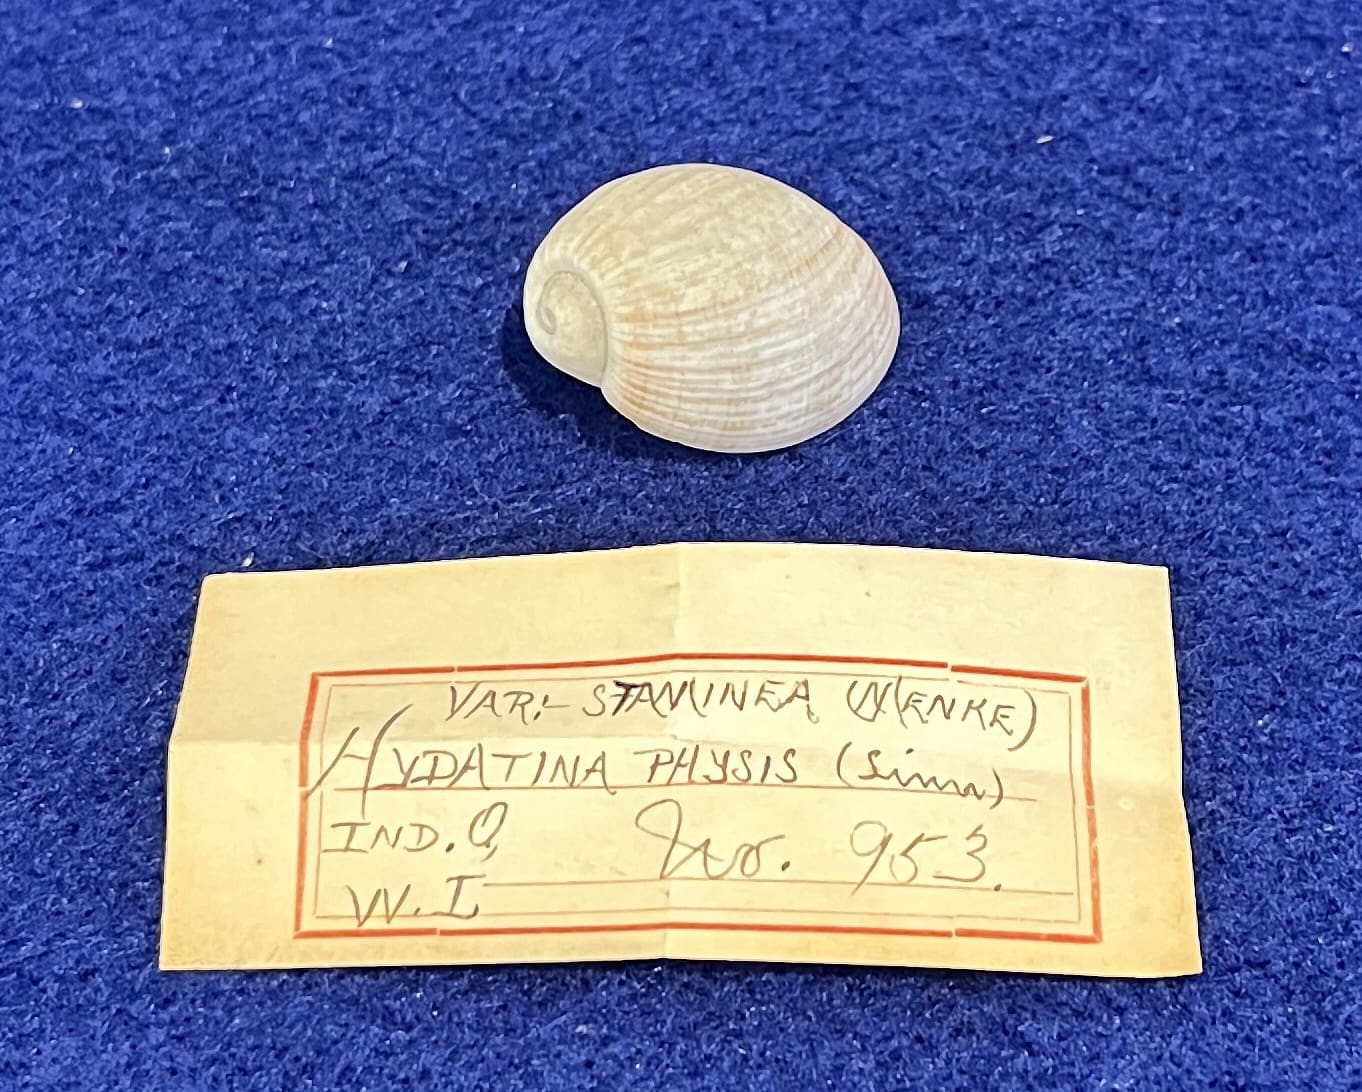 VAR:- STAMINEA (MENKE)
HYDATINA PHYSIS (Linn)
IND. O, No. 953.
W. I